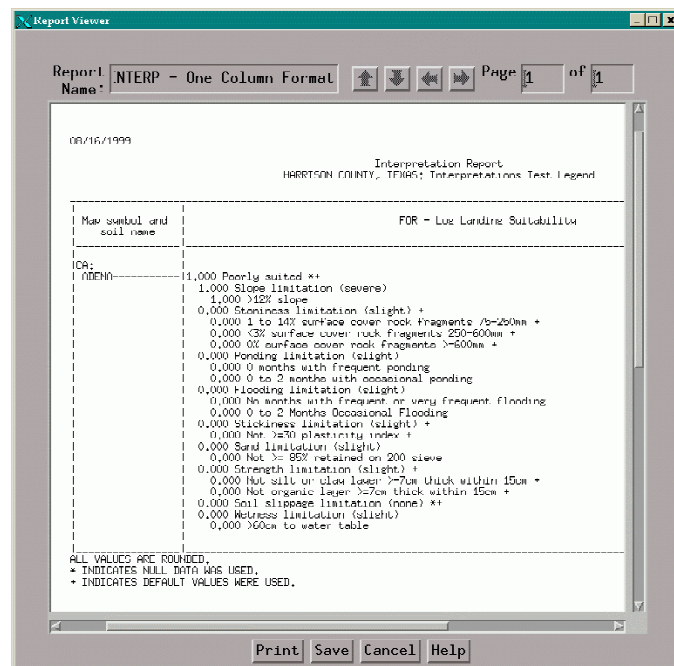 Report Viewer
Report Name: INTERP - One Column Format Page 1 of 1
08/16/1999
Interpretation Report
HARRISON COUNTY, TEXAS; Interpretations Test Legend
Map symbol and soil name | FOR - Log Landing Suitability
CA:
ADENA-----------|1.000 Poorly suited *+
1.000 Slope limitation (severe)
1.000 >12% slope
0.000 Stoniness limitation (slight) +
0.000 1 to 14% surface cover rock fragments 75-250mm +
0.000 <3% surface cover rock fragments 250-600mm +
0.000 0% surface cover rock fragments >=600mm +
0.000 Ponding limitation (slight)
0.000 0 months with frequent ponding
0.000 0 to 2 months with occasional ponding
0.000 Flooding limitation (slight)
0.000 No months with frequent or very frequent flooding
0.000 0 to 2 Months Occasional Flooding
0.000 Stickiness limitation (slight) +
0.000 Not >=30 plasticity index +
0.000 Sand limitation (slight)
0.000 Not >= 85% retained on 200 sieve
0.000 Strength limitation (slight) +
0.000 Not silt or clay layer >=7cm thick within 15cm +
0.000 Not organic layer >=7cm thick within 15cm +
0.000 Soil slippage limitation (none) *+
0.000 Wetness limitation (slight)
0.000 >60cm to water table
ALL VALUES ARE ROUNDED.
* INDICATES NULL DATA WAS USED.
+ INDICATES DEFAULT VALUES WERE USED.
Print Save Cancel Help